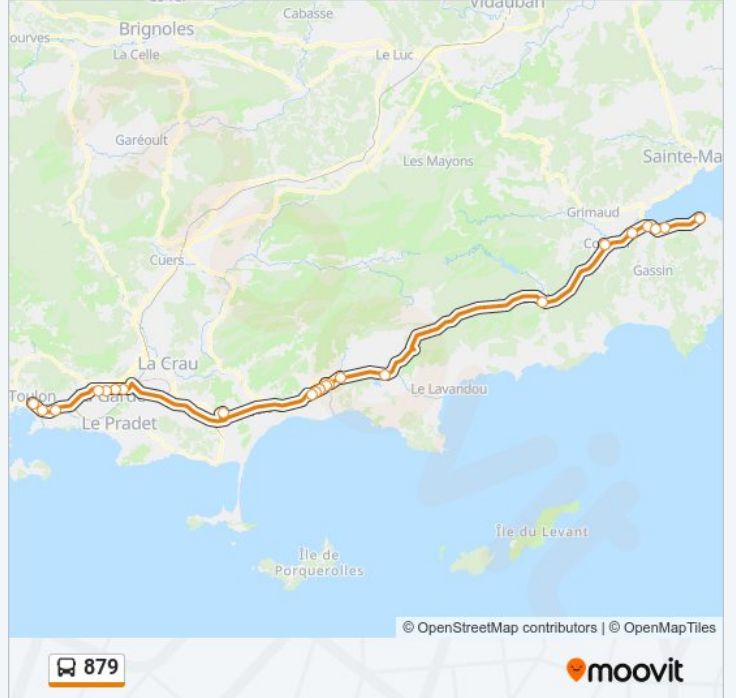 Vidauban
Cabasse
ourves
Brignoles
La Celle
Le Luc
Garéoult
Les Mayons
Sainte-Ma
Grimaud
Co
Cuers
Gassin
La Crau
Toulon
Le Lavandou
Le Pradet
Île du Levant
Île de
Porquerolles
© OpenStreetMap contributors | © OpenMapTiles
879
moovit